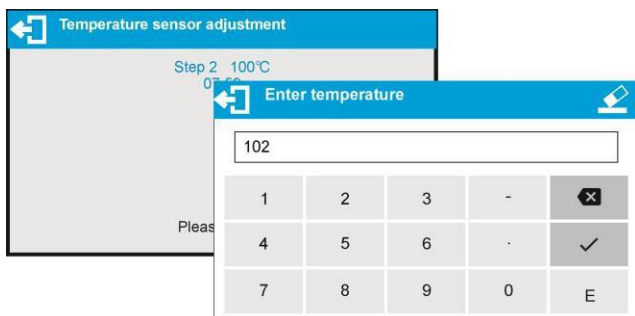 Temperature sensor adjustment
Step 2 100°C
Enter temperature
102
1 2 3 -
Pleas
4 5 6 .
7 8 9 0 E